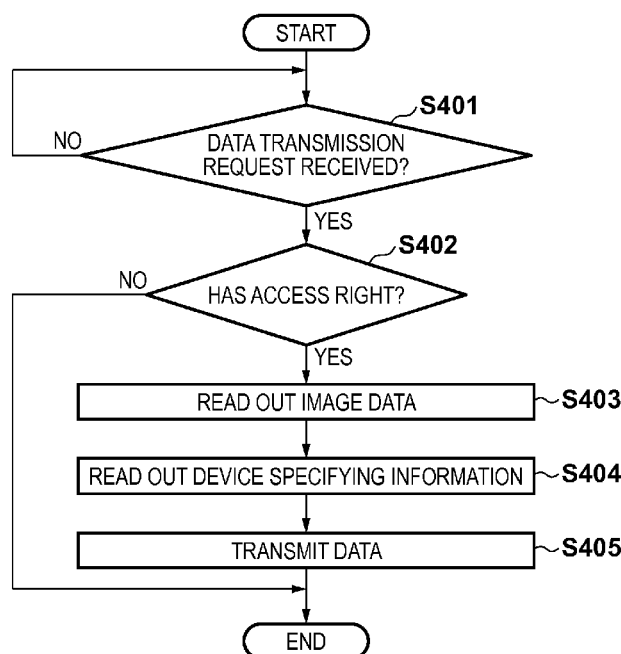 START
S401
NO
DATA TRANSMISSION
REQUEST RECEIVED?
YES
S402
NO
HAS ACCESS RIGHT?
YES
READ OUT IMAGE DATA
S403
READ OUT DEVICE SPECIFYING INFORMATION
S404
TRANSMIT DATA
S405
END